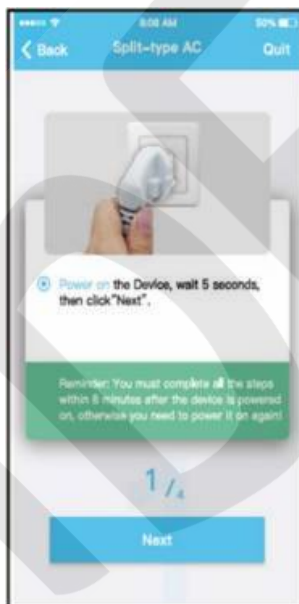 8:08 AM 50%
Back Split-type AC Quit
Power on the Device, wait 5 seconds,
then click "Next".
Reminder: You must complete all the steps
within 8 minutes after the device is powered
on, otherwise you need to power it on again!
1/4
Next